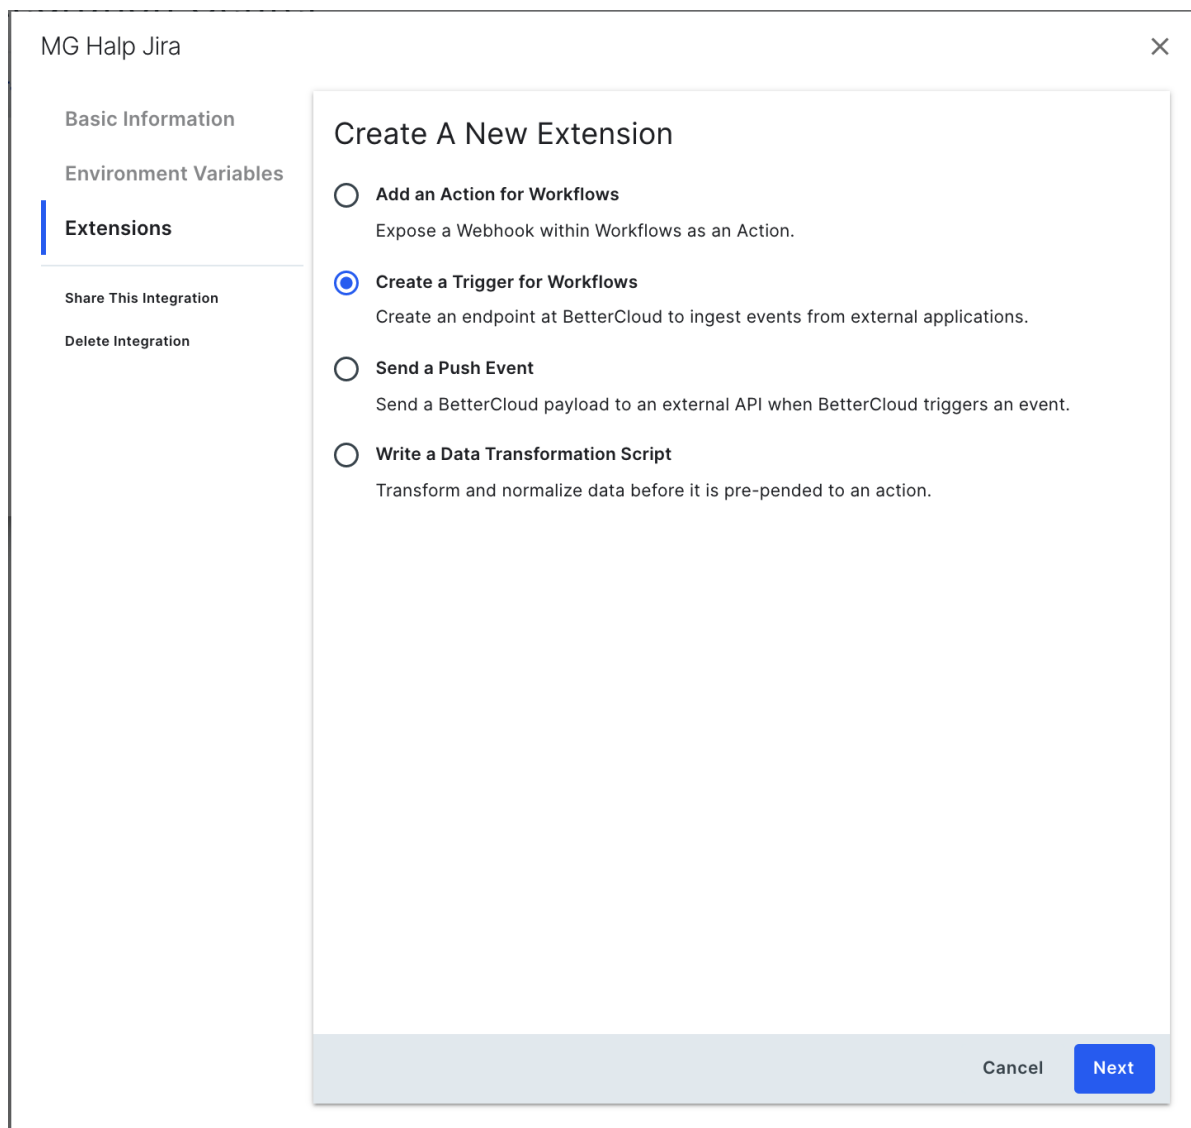 MG Halp Jira
Basic Information
Environment Variables
Extensions
Share This Integration
Delete Integration
Create A New Extension
Add an Action for Workflows
Expose a Webhook within Workflows as an Action.
Create a Trigger for Workflows
Create an endpoint at BetterCloud to ingest events from external applications.
Send a Push Event
Send a BetterCloud payload to an external API when BetterCloud triggers an event.
Write a Data Transformation Script
Transform and normalize data before it is pre-pended to an action.
Cancel
Next